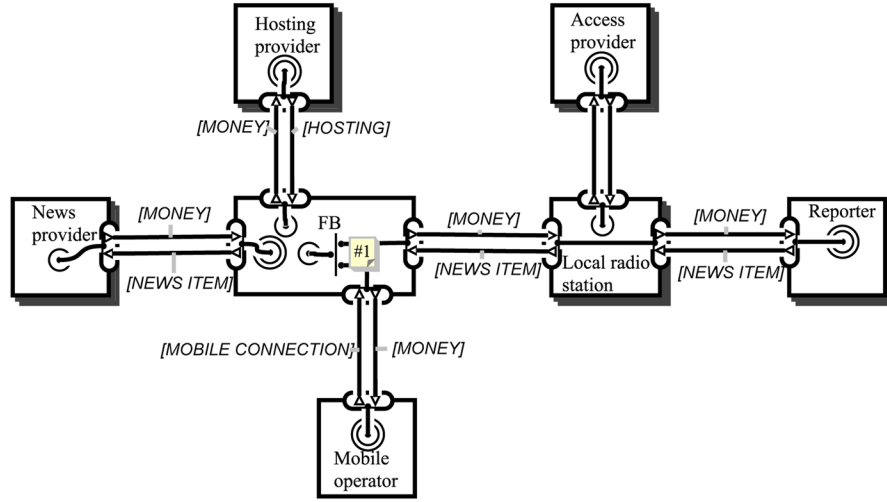 Hosting
provider
Access
provider
[MONEY]
[HOSTING]
News
provider
[MONEY]
[NEWS ITEM]
FB
#1
[MONEY]
[NEWS ITEM]
Local radio
station
[MONEY]
[NEWS ITEM]
Reporter
[MOBILE CONNECTION]
[MONEY]
Mobile
operator